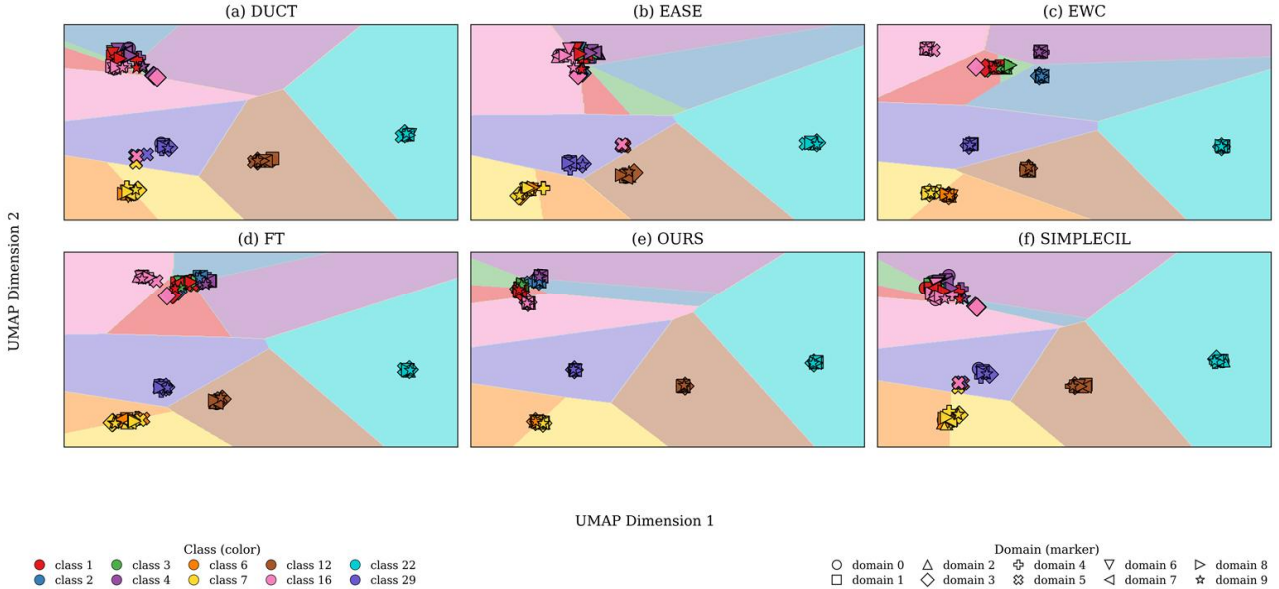 (a) DUCT
(b) EASE
(c) EWC
(d) FT
(e) OURS
(f) SIMPLECIL
UMAP Dimension 2
UMAP Dimension 1
Class (color)
class 1 class 3 class 6 class 12 class 22
class 2 class 4 class 7 class 16 class 29
Domain (marker)
domain 0 domain 2 domain 4 domain 6 domain 8
domain 1 domain 3 domain 5 domain 7 domain 9